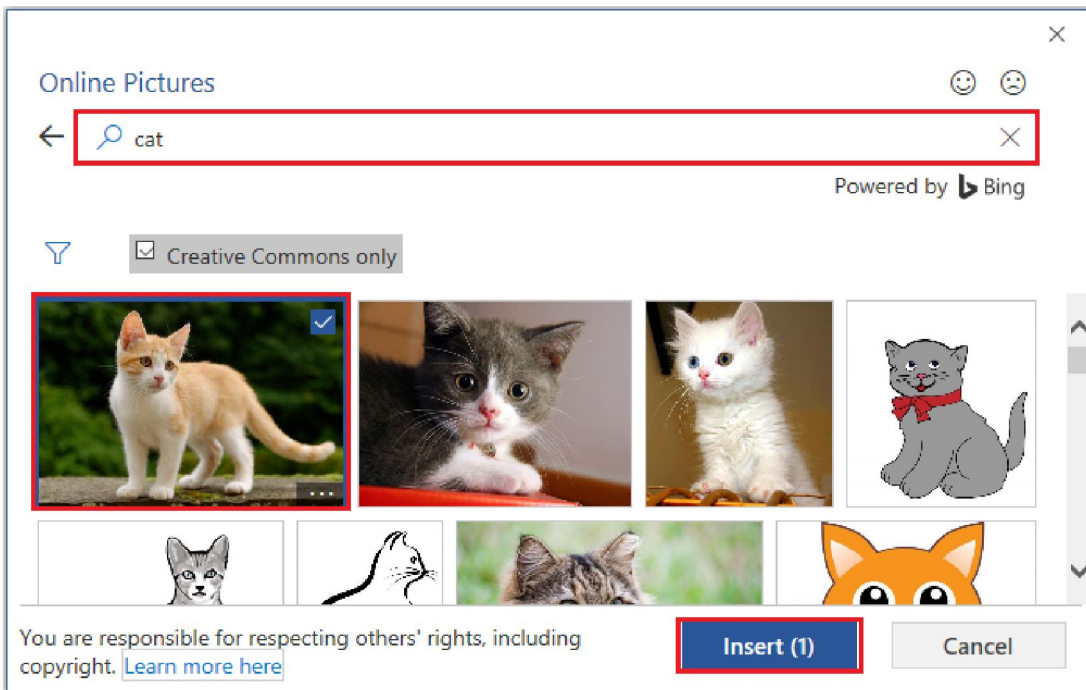 Online Pictures
cat
Powered by Bing
Creative Commons only
You are responsible for respecting others' rights, including
copyright. Learn more here
Insert (1)
Cancel